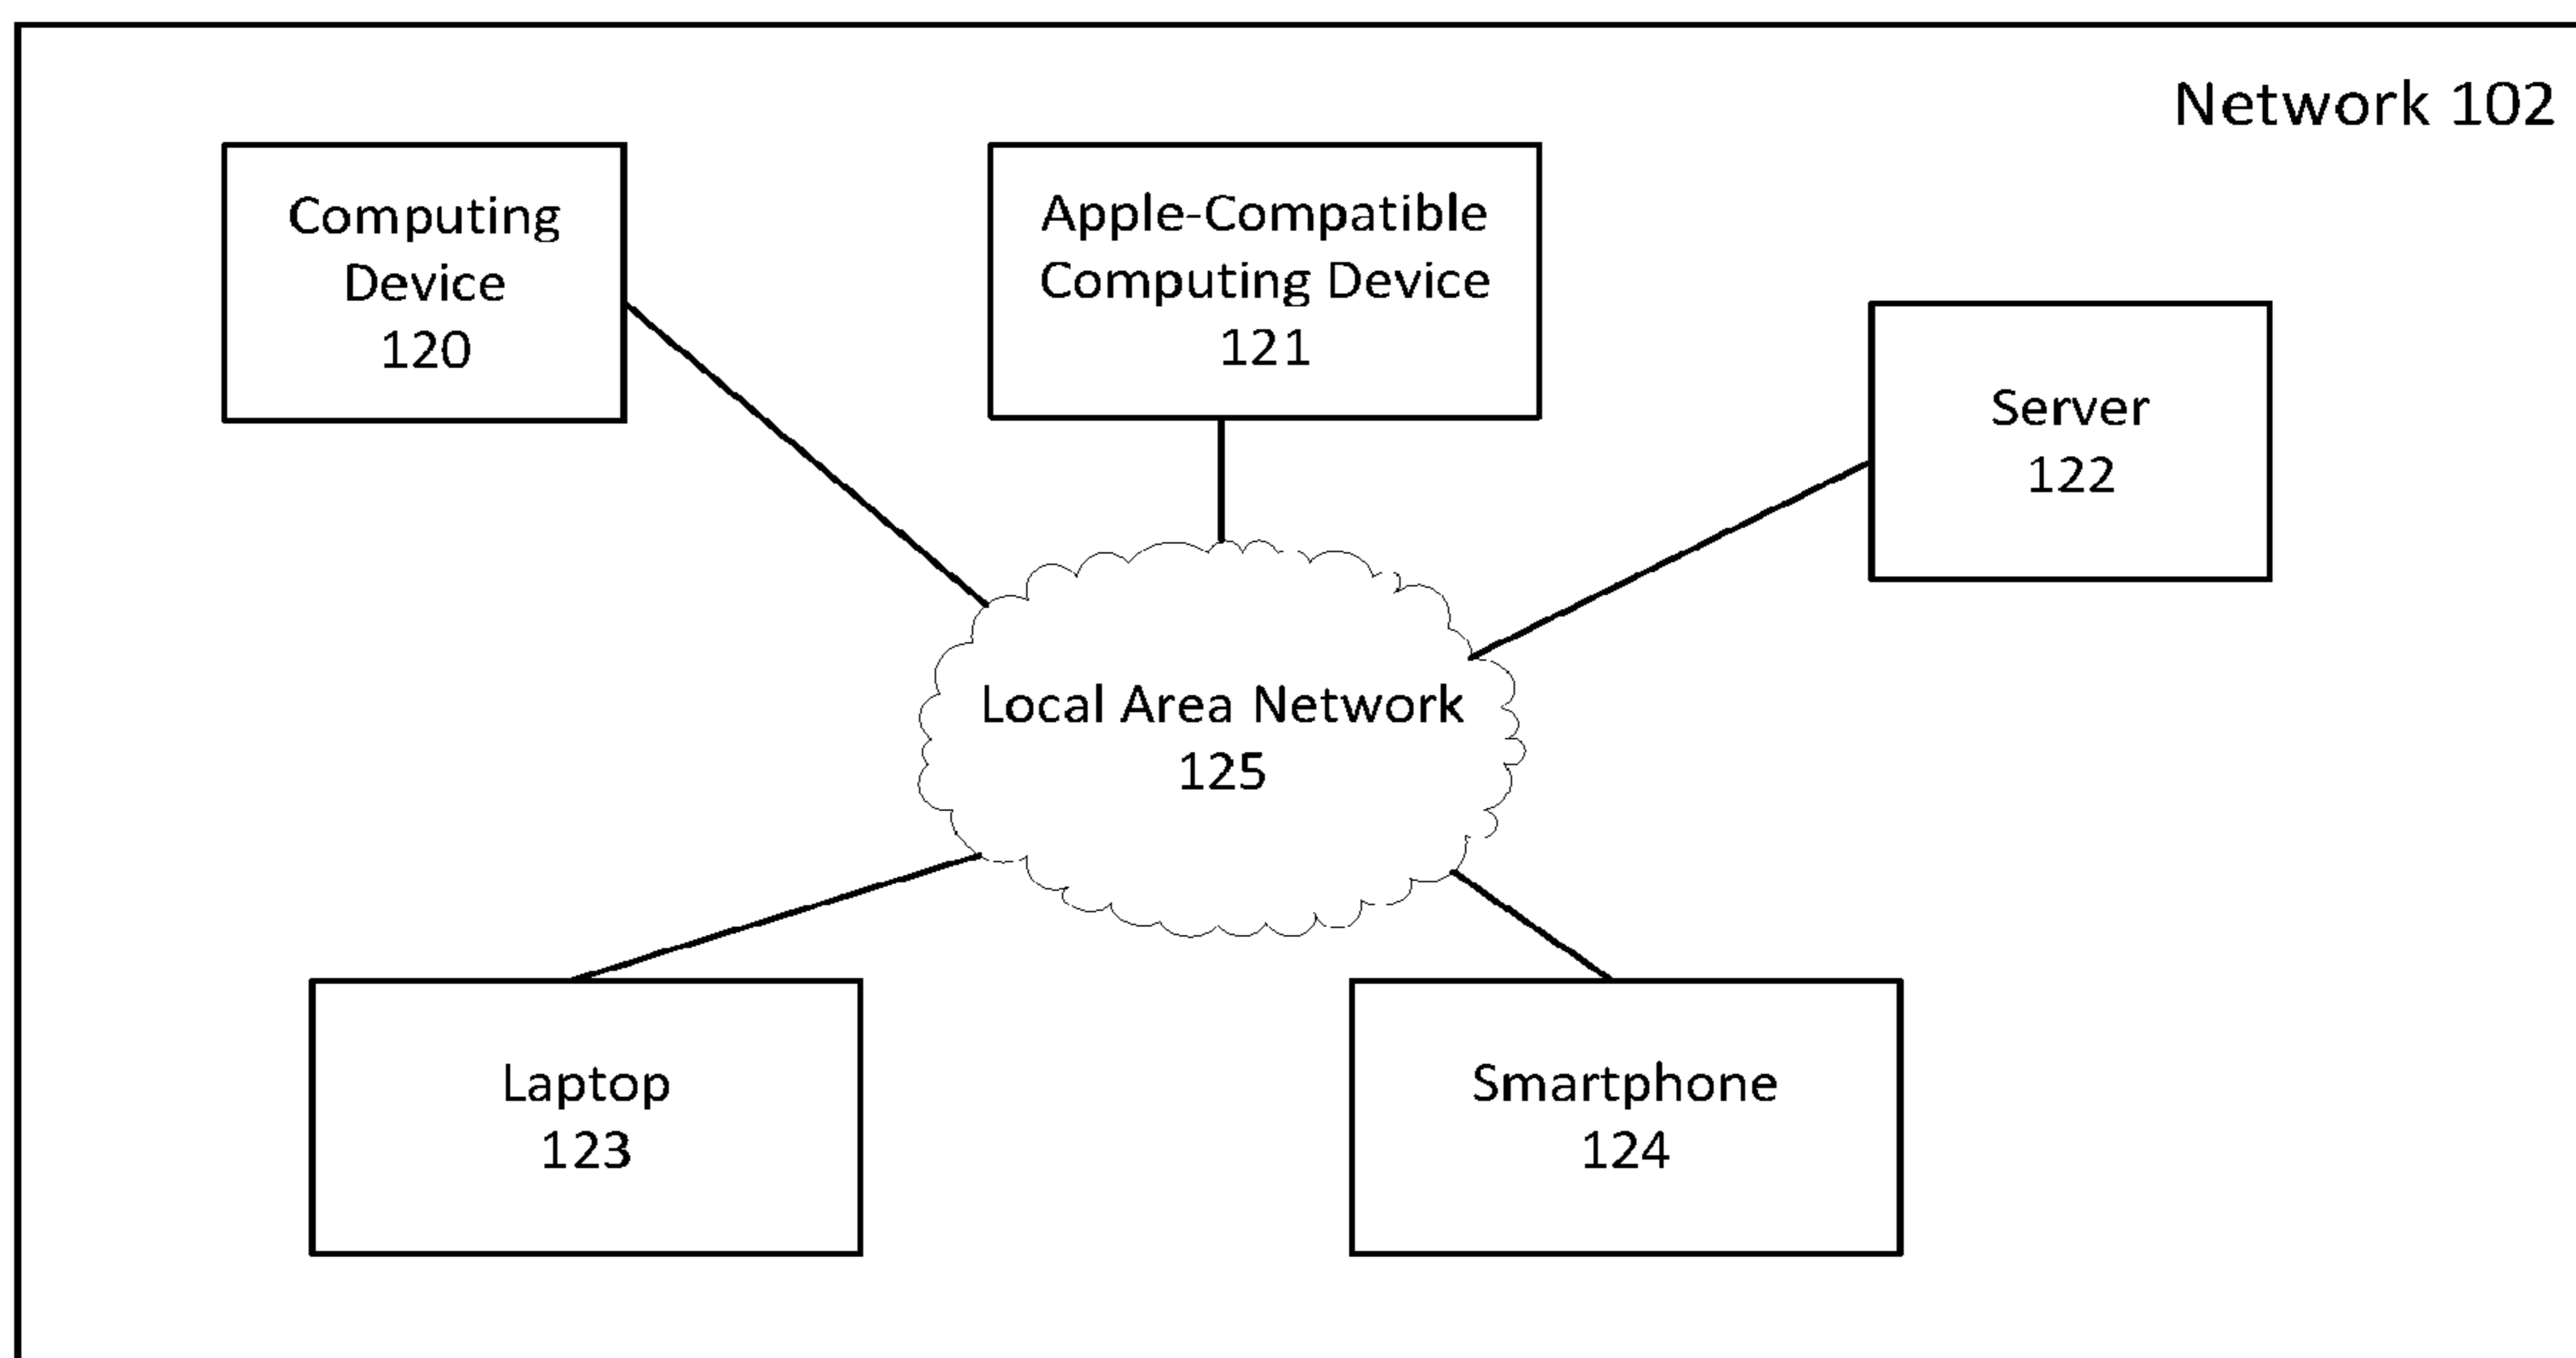 Network 102
Computing
Device
120
Apple-Compatible
Computing Device
121
Server
122
Local Area Network
125
Laptop
123
Smartphone
124